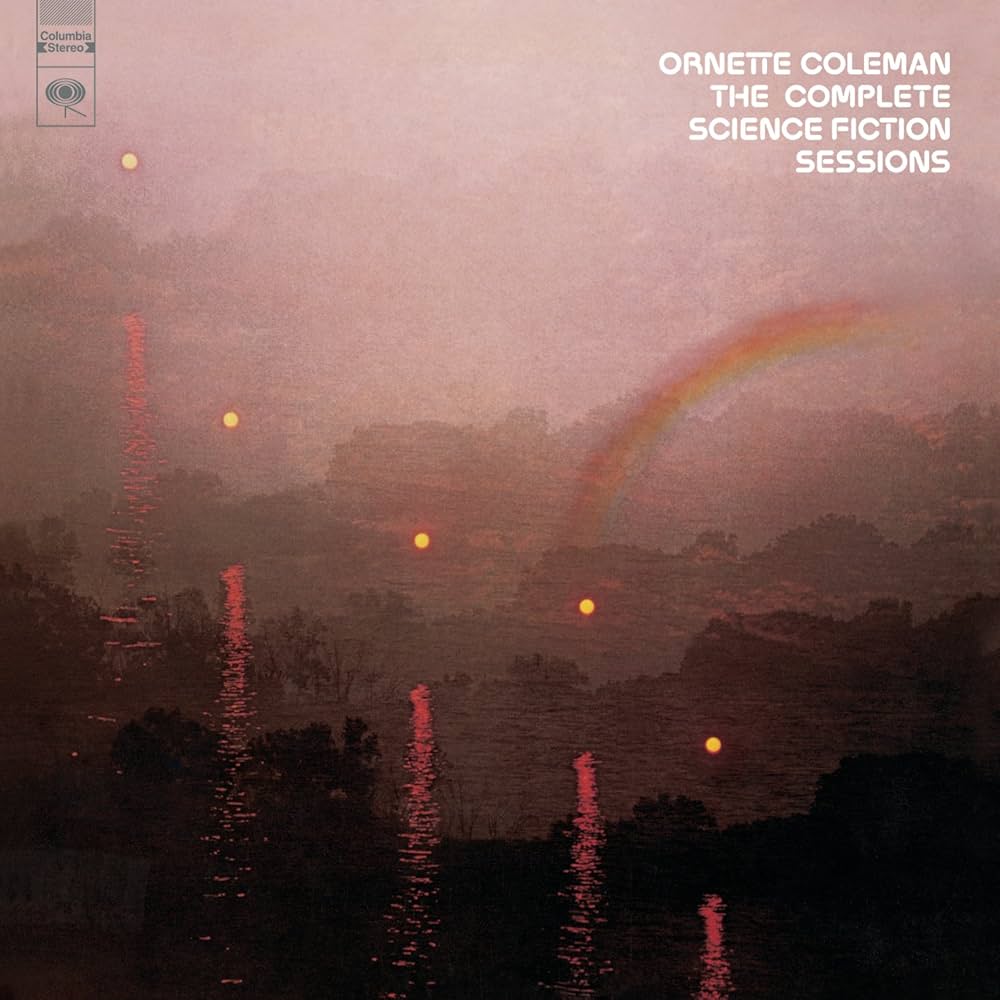 Columbia
Stereo
ORNETTE COLEMAN
THE COMPLETE
SCIENCE FICTION
SESSIONS